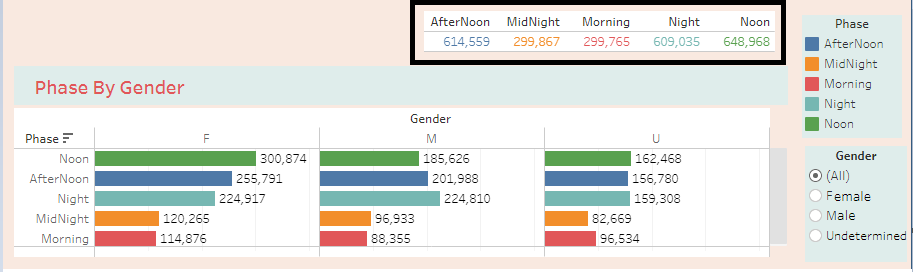 AfterNoon MidNight Morning Night Noon
614,559 299,867 299,765 609,035 648,968
Phase
AfterNoon
MidNight
Morning
Night
Noon
Phase By Gender
Gender
Phase F M U
Noon 300,874 185,626 162,468
AfterNoon 255,791 201,988 156,780
Night 224,917 224,810 159,308
MidNight 120,265 96,933 82,669
Morning 114,876 88,355 96,534
Gender
(All)
Female
Male
Undetermined